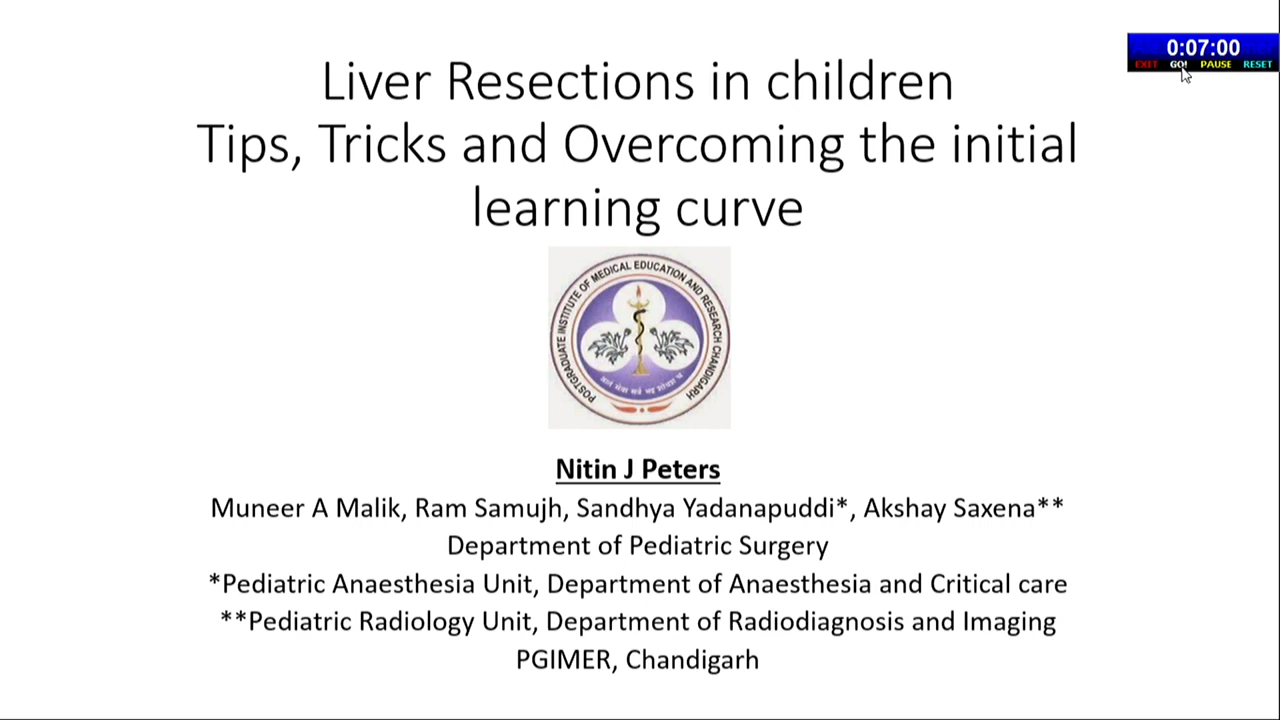 0:07:00
EXIT GO! PAUSE RESET
Liver Resections in children
Tips, Tricks and Overcoming the initial
learning curve
POSTGRADUATE INSTITUTE OF MEDICAL EDUCATION AND RESEARCH CHANDIGARH
Nitin J Peters
Muneer A Malik, Ram Samujh, Sandhya Yadanapuddi*, Akshay Saxena**
Department of Pediatric Surgery
*Pediatric Anaesthesia Unit, Department of Anaesthesia and Critical care
**Pediatric Radiology Unit, Department of Radiodiagnosis and Imaging
PGIMER, Chandigarh